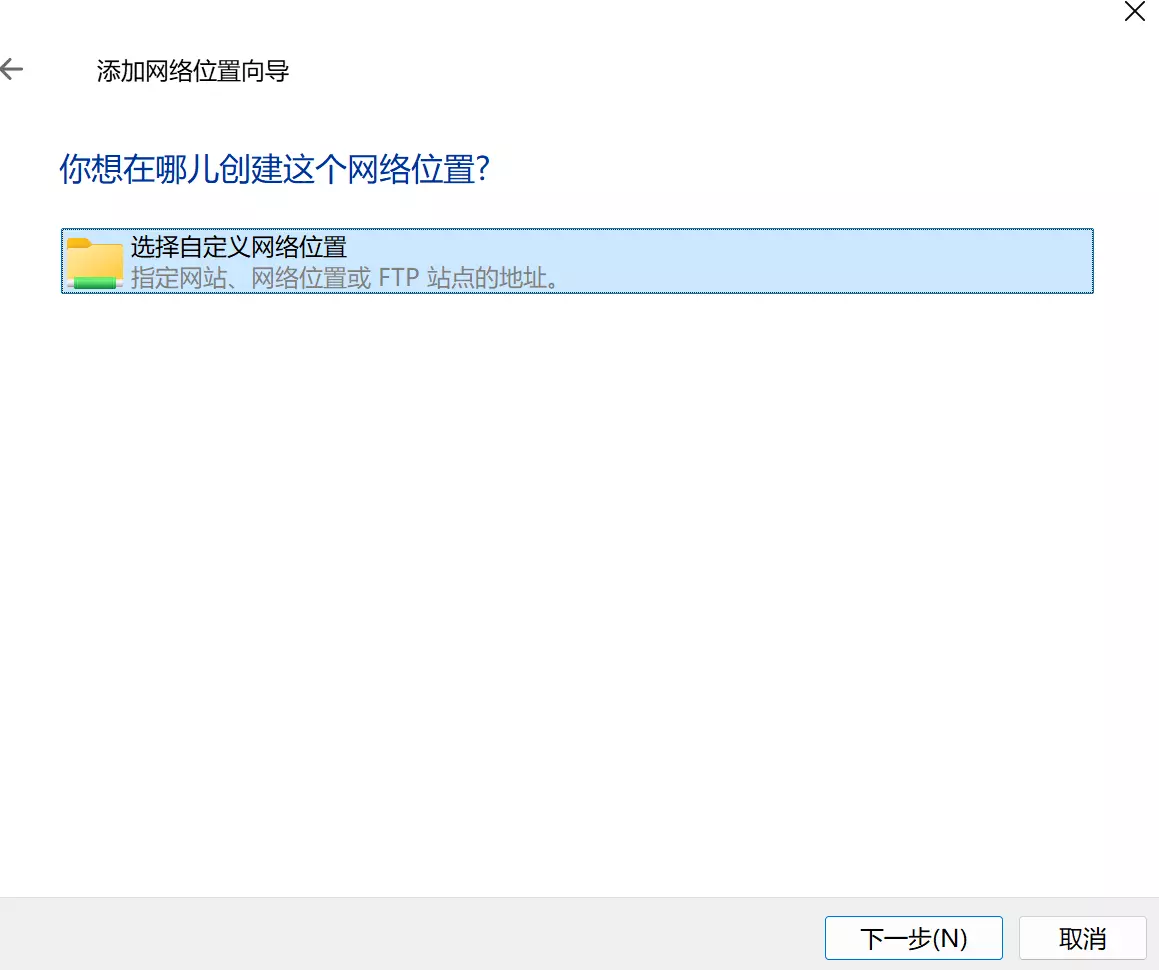 添加网络位置向导
你想在哪儿创建这个网络位置?
选择自定义网络位置
指定网站、网络位置或 FTP 站点的地址。
下一步(N)
取消